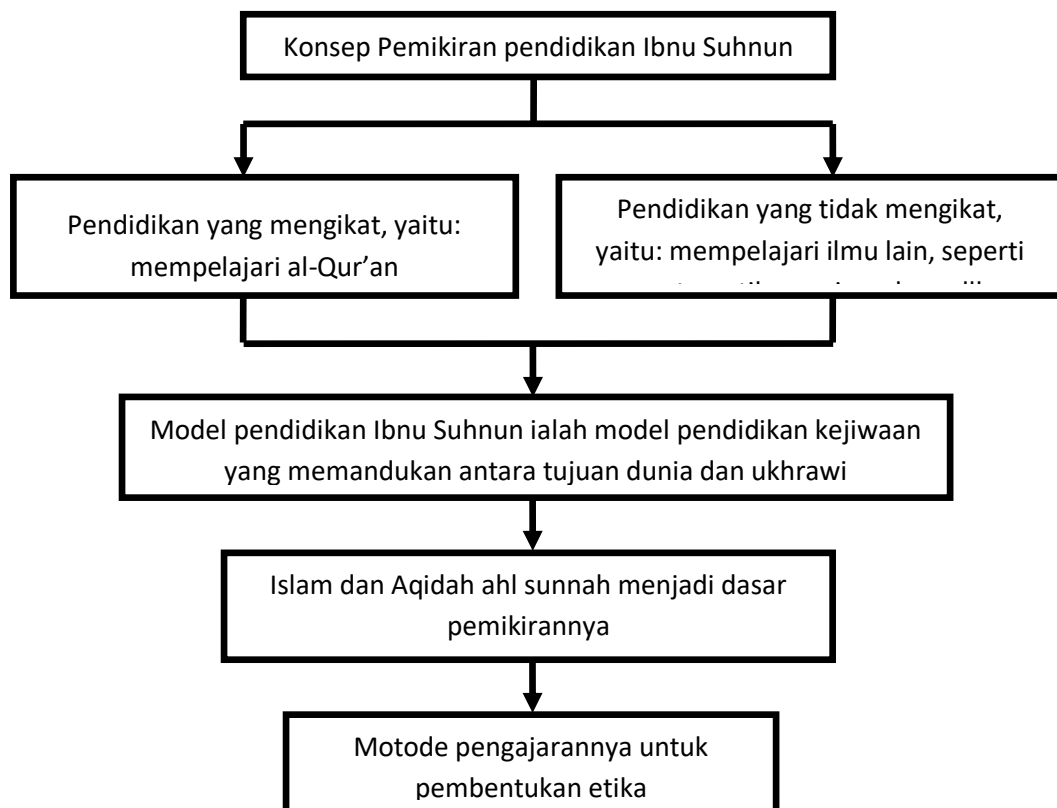 Konsep Pemikiran pendidikan Ibnu Suhnun
Pendidikan yang mengikat, yaitu:
mempelajari al-Qur'an
Pendidikan yang tidak mengikat,
yaitu: mempelajari ilmu lain, seperti
Model pendidikan Ibnu Suhnun ialah model pendidikan kejiwaan
yang memandukan antara tujuan dunia dan ukhrawi
Islam dan Aqidah ahl sunnah menjadi dasar
pemikirannya
Motode pengajarannya untuk
pembentukan etika